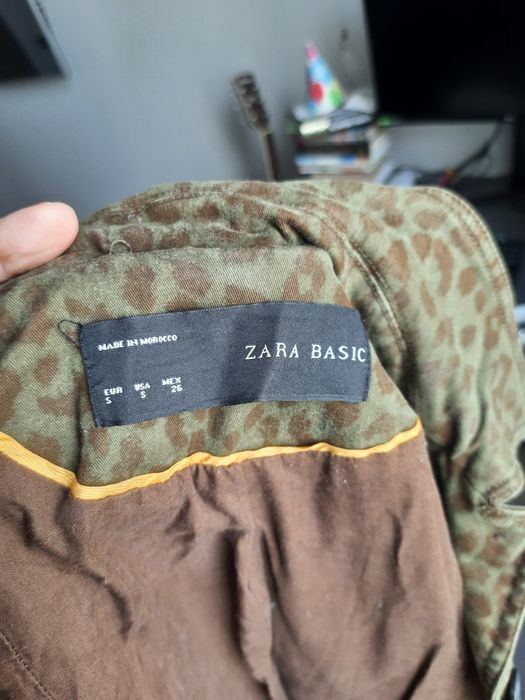 MADE IN MOROCCO
ZARA BASIC
EUR USA MEX
S S 26